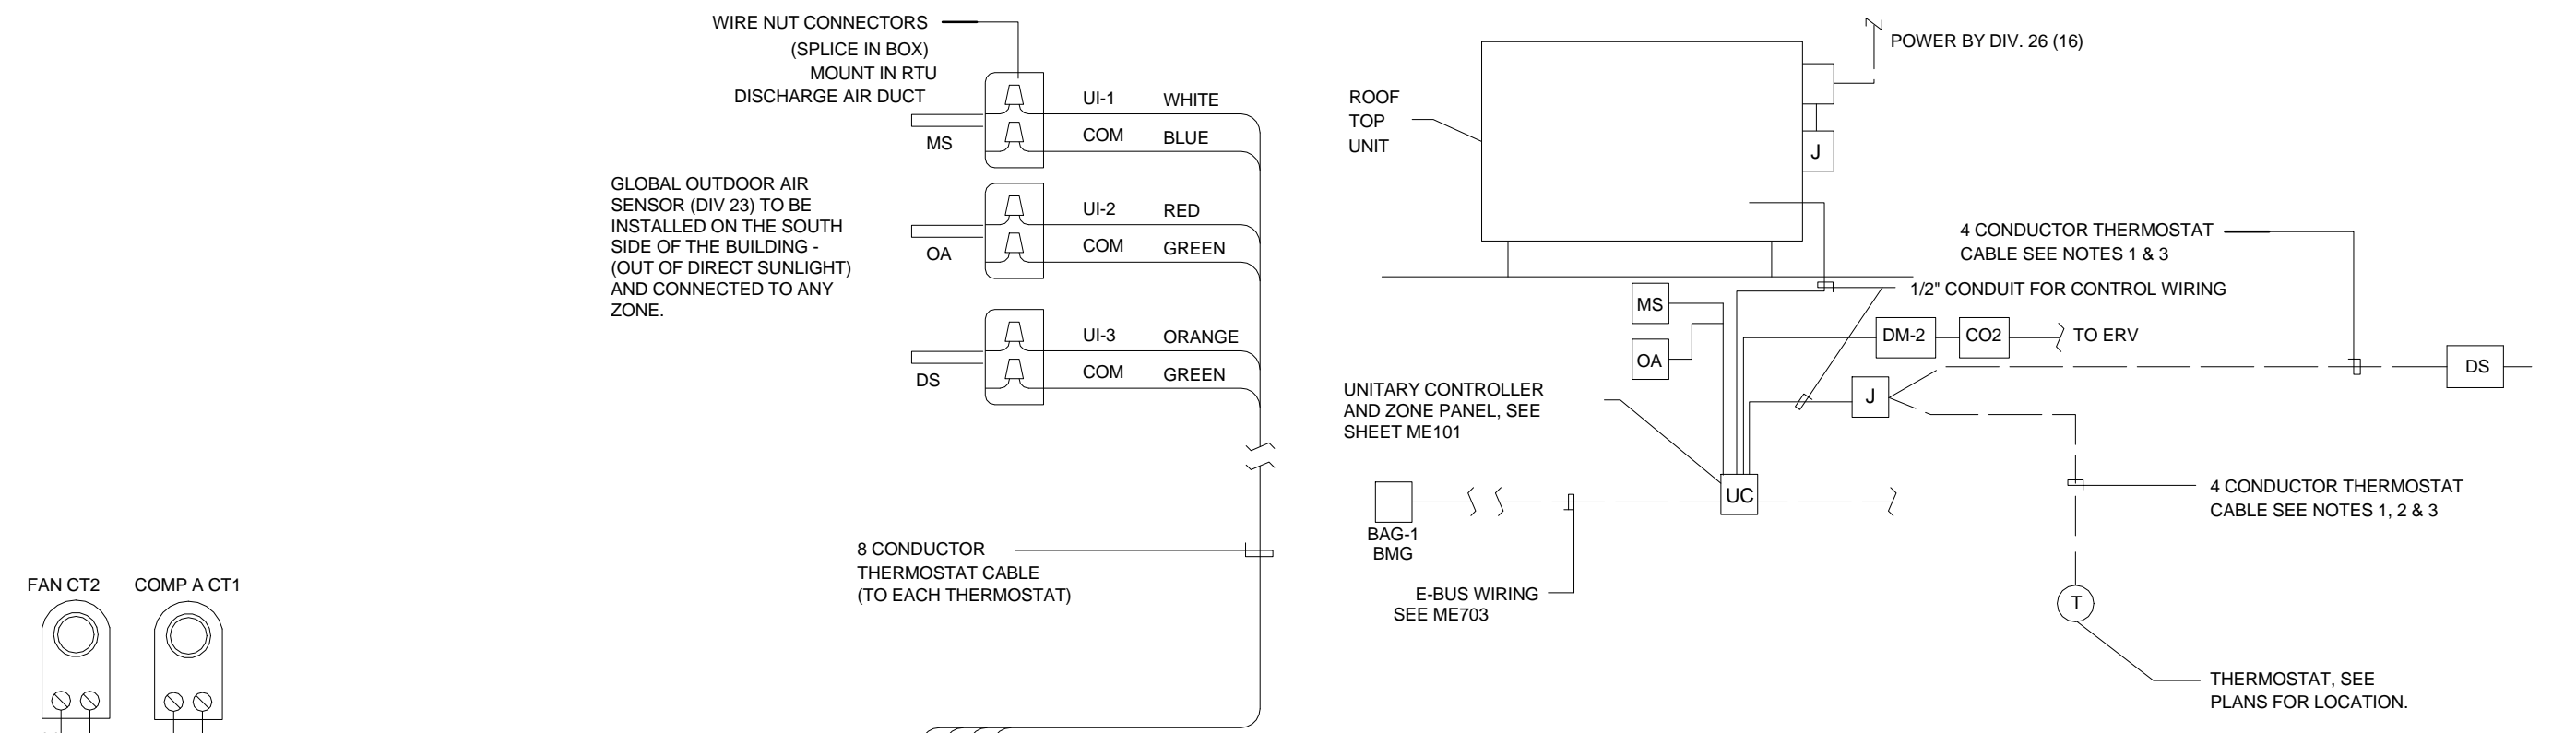 WIRE NUT CONNECTORS
(SPLICE IN BOX)
MOUNT IN RTU
DISCHARGE AIR DUCT
MS
UI-1 WHITE
COM BLUE
GLOBAL OUTDOOR AIR
SENSOR (DIV 23) TO BE
INSTALLED ON THE SOUTH
SIDE OF THE BUILDING -
(OUT OF DIRECT SUNLIGHT)
AND CONNECTED TO ANY
ZONE.
OA
UI-2 RED
COM GREEN
DS
UI-3 ORANGE
COM GREEN
8 CONDUCTOR
THERMOSTAT CABLE
(TO EACH THERMOSTAT)
FAN CT2
COMP A CT1
POWER BY DIV. 26 (16)
ROOF
TOP
UNIT
J
4 CONDUCTOR THERMOSTAT
CABLE SEE NOTES 1 & 3
1/2" CONDUIT FOR CONTROL WIRING
MS
OA
DM-2
CO2
TO ERV
DS
J
UNITARY CONTROLLER
AND ZONE PANEL, SEE
SHEET ME101
UC
BAG-1
BMG
E-BUS WIRING
SEE ME703
4 CONDUCTOR THERMOSTAT
CABLE SEE NOTES 1, 2 & 3
T
THERMOSTAT, SEE
PLANS FOR LOCATION.